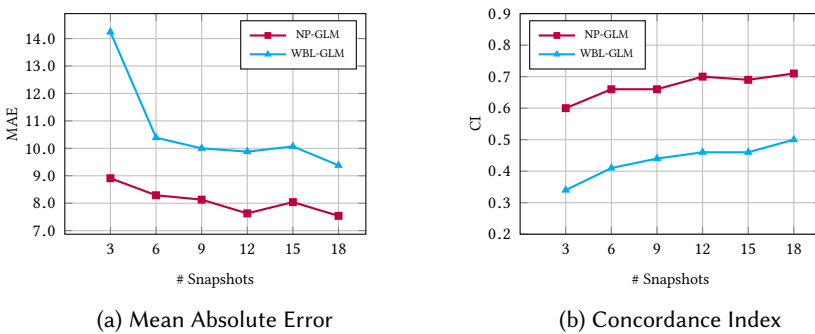 14.0
13.0
12.0
11.0
10.0
9.0
8.0
7.0
MAE
3 6 9 12 15 18
# Snapshots
NP-GLM
WBL-GLM
(a) Mean Absolute Error
0.9
0.8
0.7
0.6
0.5
0.4
0.3
0.2
CI
3 6 9 12 15 18
# Snapshots
NP-GLM
WBL-GLM
(b) Concordance Index